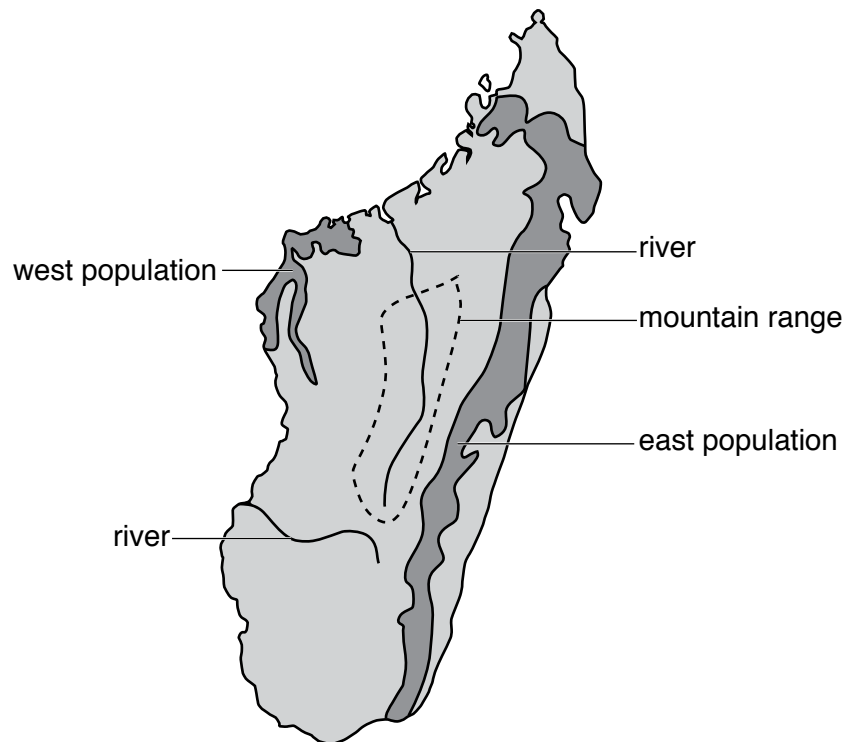 river
west population
mountain range
east population
river